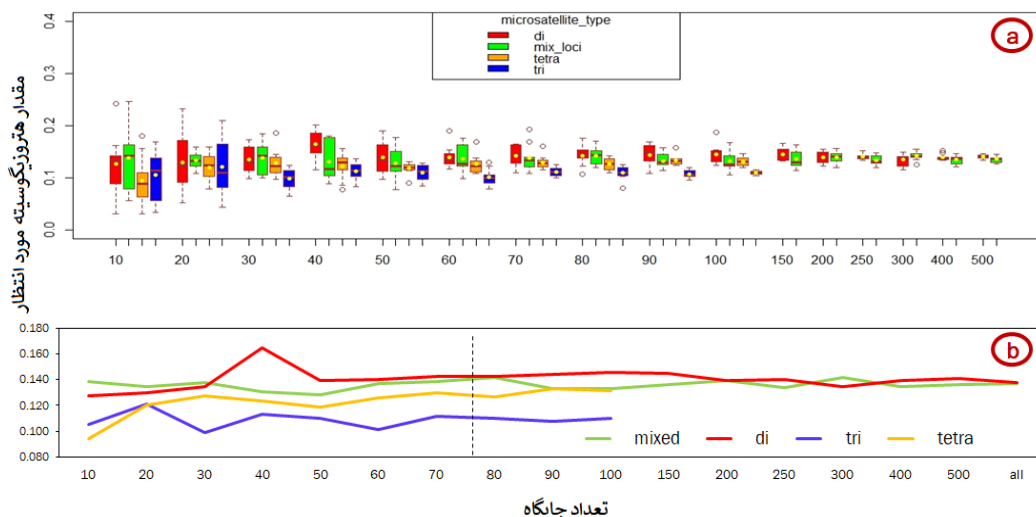 microsatellite_type
di
mix_loci
tetra
tri
a
0.4
0.3
0.2
0.1
0.0
10 20 30 40 50 60 70 80 90 100 150 200 250 300 400 500
مقدار هتروزیگوسیته مورد انتظار
b
0.180
0.160
0.140
0.120
0.100
0.080
mixed di tri tetra
10 20 30 40 50 60 70 80 90 100 150 200 250 300 400 500 all
تعداد جایگاه